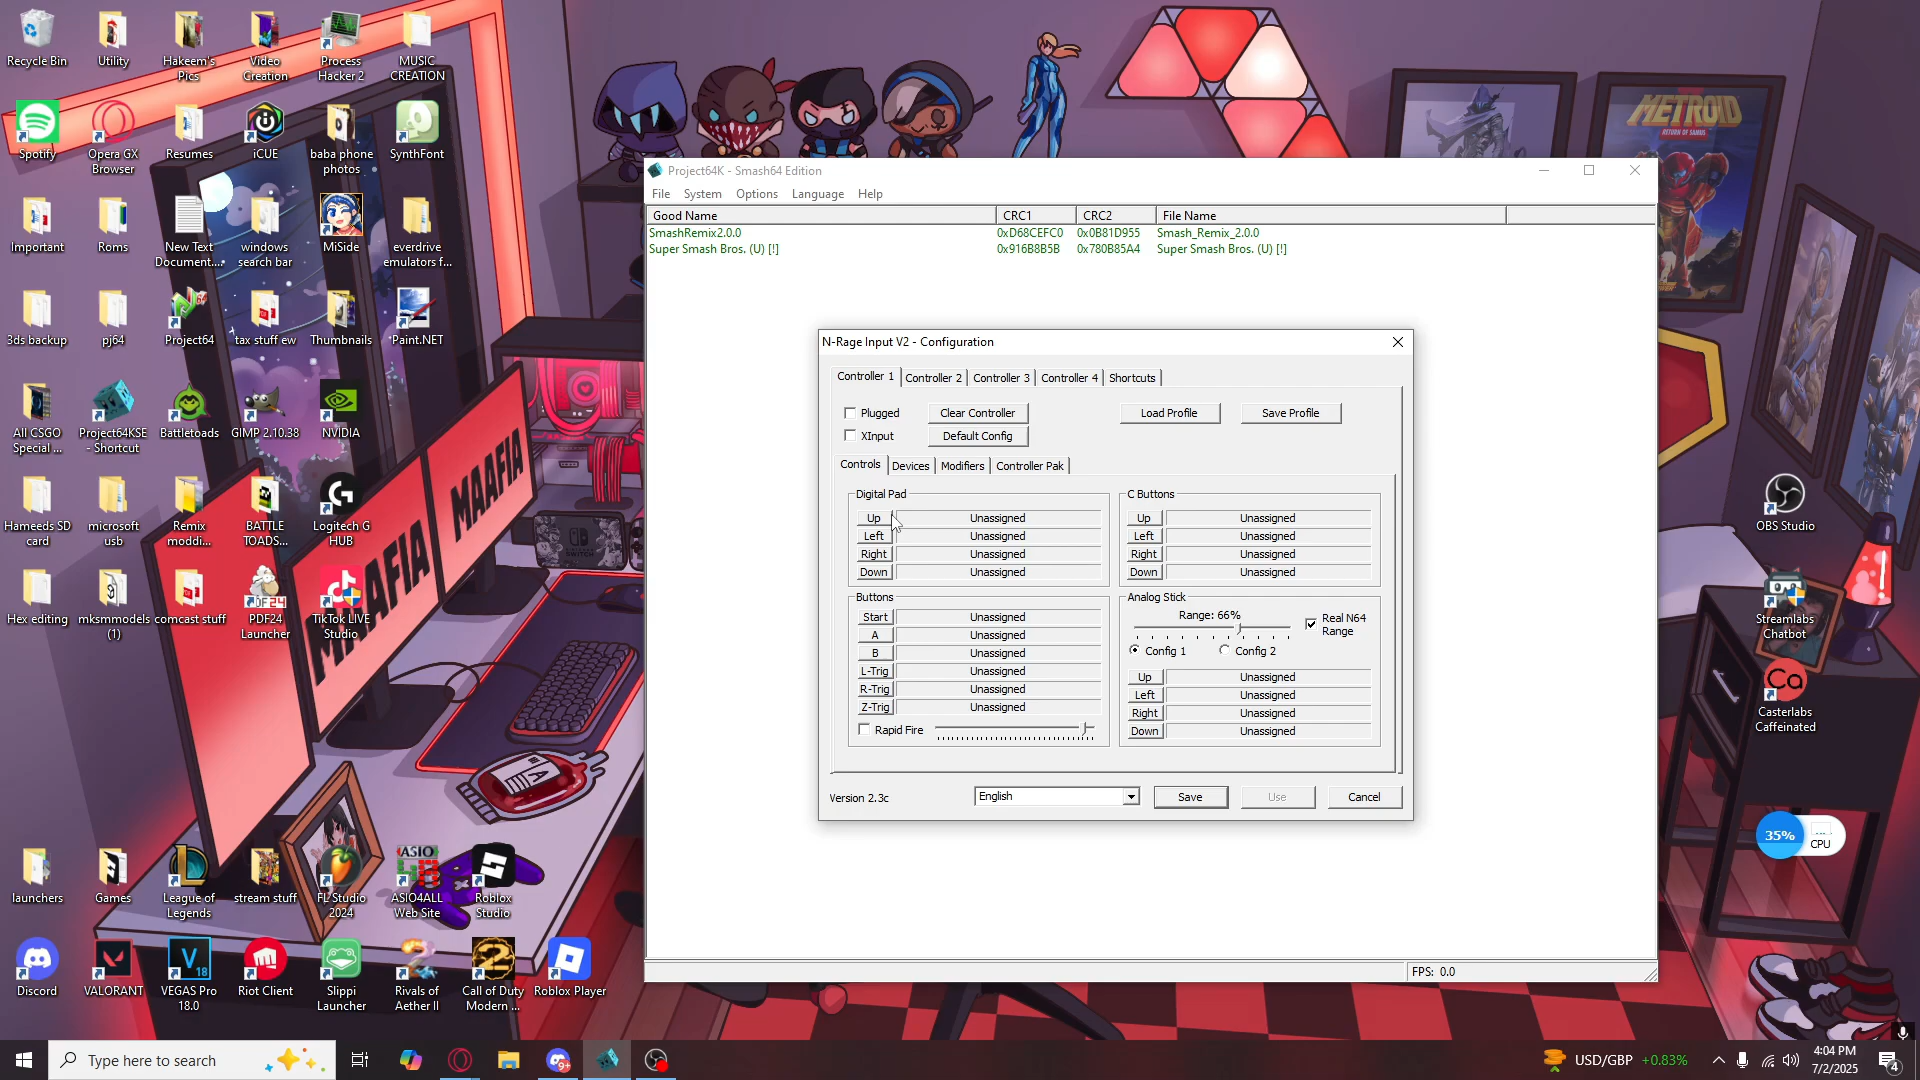 Recycle Bin
Utility
Hakeem's Pics
Video Creation
Process Hacker 2
MUSIC CREATION
Spotify
Opera GX Browser
Resumes
iCUE
baba phone photos
SynthFont
Important
Roms
New Text Document....
windows search bar
MiSide
everdrive emulators f...
3ds backup
pj64
Project64
tax stuff ew
Thumbnails
Paint.NET
All CSGO Special ...
Project64KSE - Shortcut
Battletoads
GIMP 2.10.38
NVIDIA
Hameeds SD card
microsoft usb
Remix moddi...
BATTLE TOADS...
Logitech G HUB
Hex editing
mksmmodels (1)
comcast stuff
PDF24 Launcher
TikTok LIVE Studio
launchers
Games
League of Legends
stream stuff
FL Studio 2024
ASIO4ALL Web Site
Roblox Studio
Discord
VALORANT
VEGAS Pro 18.0
Riot Client
Slippi Launcher
Rivals of Aether II
Call of Duty Modern ...
Roblox Player
MAAFIA
MAAFIA
METROID
RETURN OF SAMUS
OBS Studio
Streamlabs Chatbot
Ca
Casterlabs Caffeinated
35%
CPU
Project64K - Smash64 Edition
File System Options Language Help
Good Name CRC1 CRC2 File Name
SmashRemix2.0.0 0xD68CEFC0 0x0B81D955 Smash_Remix_2.0.0
Super Smash Bros. (U) [!] 0x916B8B5B 0x780B85A4 Super Smash Bros. (U) [!]
N-Rage Input V2 - Configuration
Controller 1 Controller 2 Controller 3 Controller 4 Shortcuts
Plugged Clear Controller Load Profile Save Profile
XInput Default Config
Controls Devices Modifiers Controller Pak
Digital Pad
Up Unassigned
Left Unassigned
Right Unassigned
Down Unassigned
C Buttons
Up Unassigned
Left Unassigned
Right Unassigned
Down Unassigned
Buttons
Start Unassigned
A Unassigned
B Unassigned
L-Trig Unassigned
R-Trig Unassigned
Z-Trig Unassigned
Rapid Fire
Analog Stick
Range: 66%
Real N64 Range
Config 1 Config 2
Up Unassigned
Left Unassigned
Right Unassigned
Down Unassigned
Version 2.3c English Save Use Cancel
FPS: 0.0
Type here to search
9+
USD/GBP +0.83%
4:04 PM
7/2/2025
4